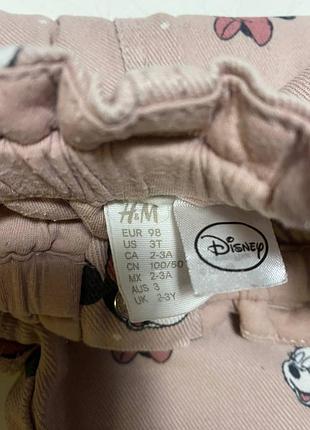 H&M
EUR 98
US 3T
CA 2-3A
CN 100/50
MX 2-3A
AUS 3
UK 2-3Y
Disney